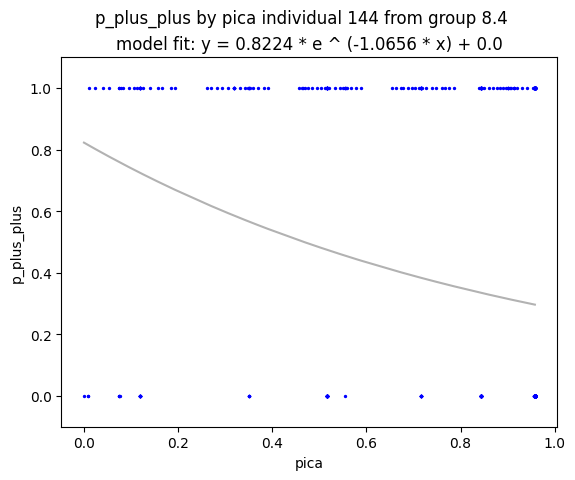 p_plus_plus by pica individual 144 from group 8.4
model fit: y = 0.8224 * e ^ (-1.0656 * x) + 0.0
1.0
0.8
0.6
0.4
0.2
0.0
p_plus_plus
0.0 0.2 0.4 0.6 0.8 1.0
pica